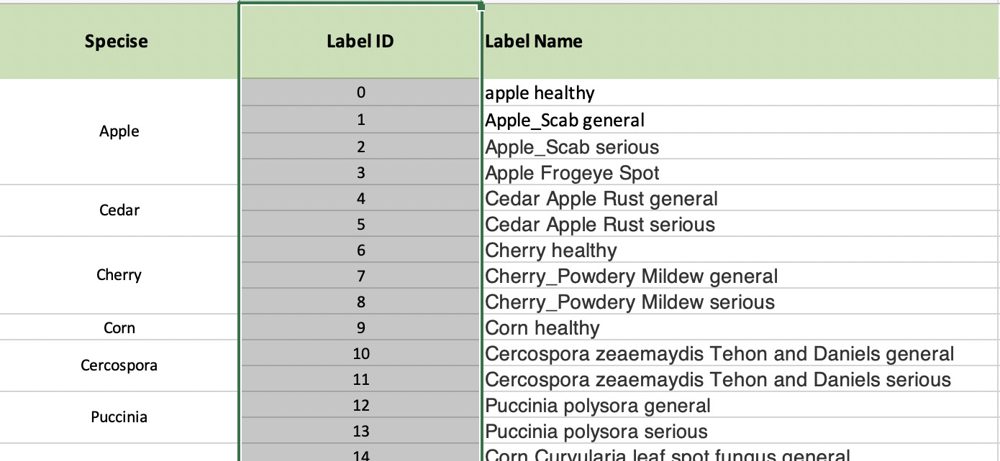 Specise Label ID Label Name
Apple 0 apple healthy
1 Apple_Scab general
2 Apple_Scab serious
3 Apple Frogeye Spot
Cedar 4 Cedar Apple Rust general
5 Cedar Apple Rust serious
Cherry 6 Cherry healthy
7 Cherry_Powdery Mildew general
8 Cherry_Powdery Mildew serious
Corn 9 Corn healthy
Cercospora 10 Cercospora zeaemaydis Tehon and Daniels general
11 Cercospora zeaemaydis Tehon and Daniels serious
Puccinia 12 Puccinia polysora general
13 Puccinia polysora serious
14 Corn Curvularia leaf spot fungus general